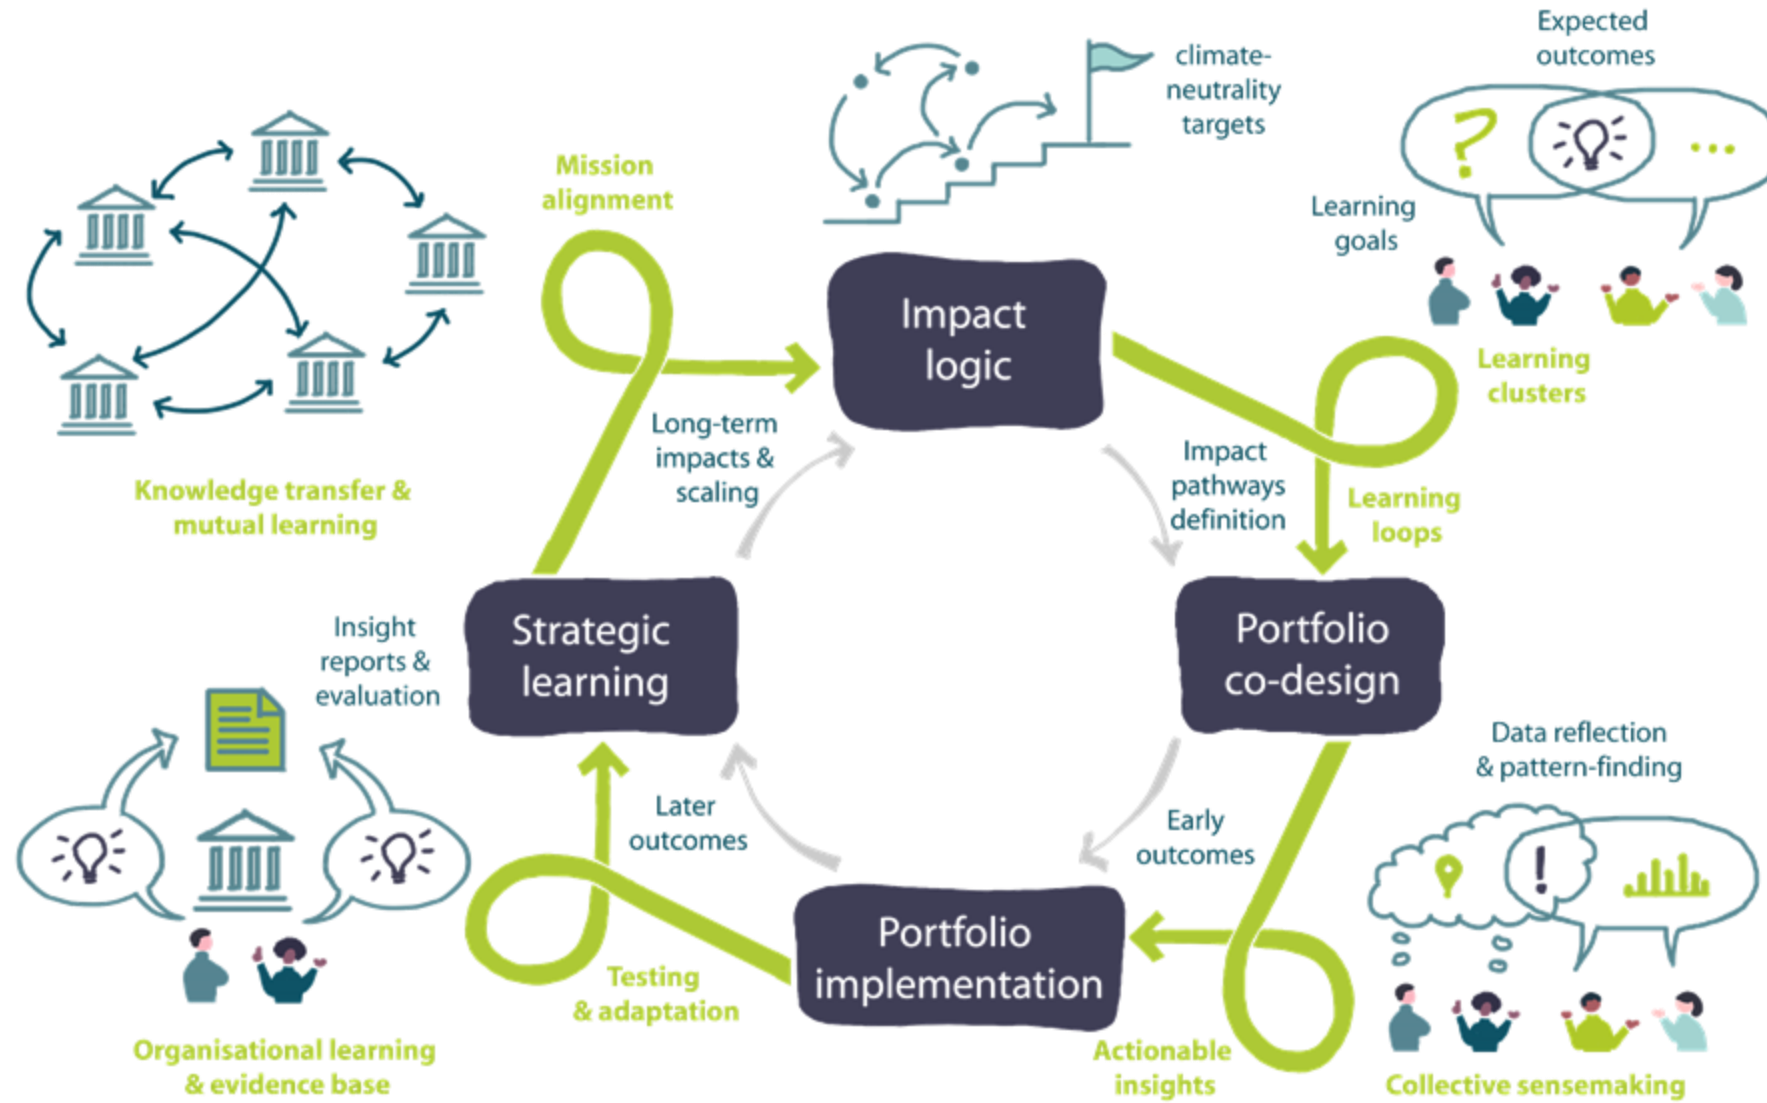 Expected
outcomes
climate-
neutrality
targets
Mission
alignment
Learning
goals
Impact
logic
Learning
clusters
Long-term
impacts &
scaling
Impact
pathways
definition
Learning
loops
Knowledge transfer &
mutual learning
Strategic
learning
Portfolio
co-design
Insight
reports &
evaluation
Data reflection
& pattern-finding
Later
outcomes
Early
outcomes
Portfolio
implementation
Testing
& adaptation
Organisational learning
& evidence base
Actionable
insights
Collective sensemaking